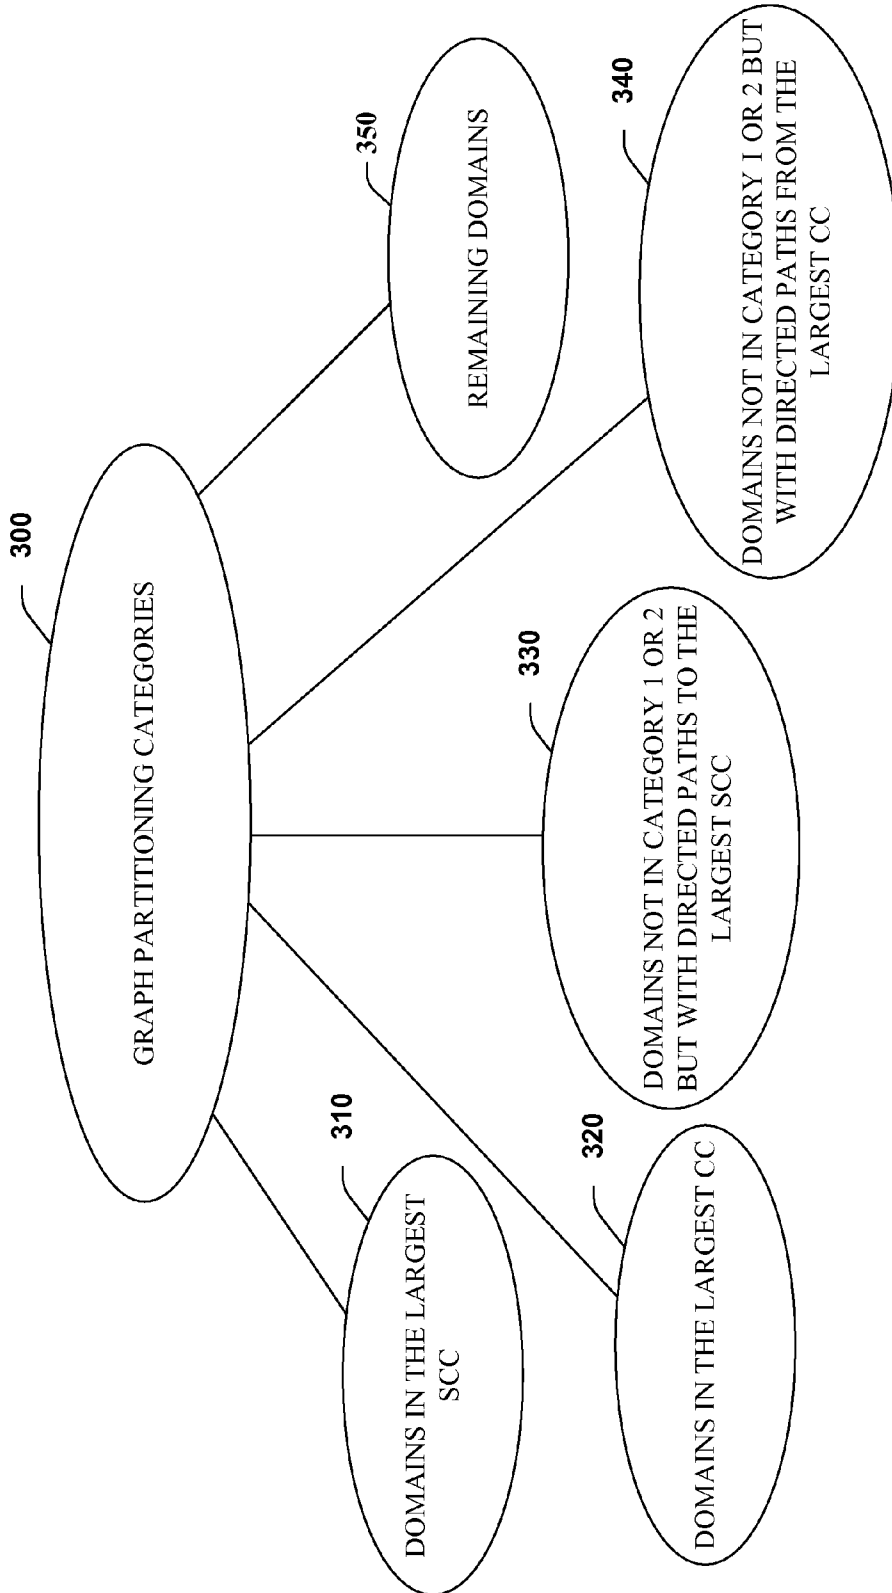 300
GRAPH PARTITIONING CATEGORIES
310
DOMAINS IN THE LARGEST
SCC
320
DOMAINS IN THE LARGEST CC
330
DOMAINS NOT IN CATEGORY 1 OR 2
BUT WITH DIRECTED PATHS TO THE
LARGEST SCC
340
DOMAINS NOT IN CATEGORY 1 OR 2 BUT
WITH DIRECTED PATHS FROM THE
LARGEST CC
350
REMAINING DOMAINS